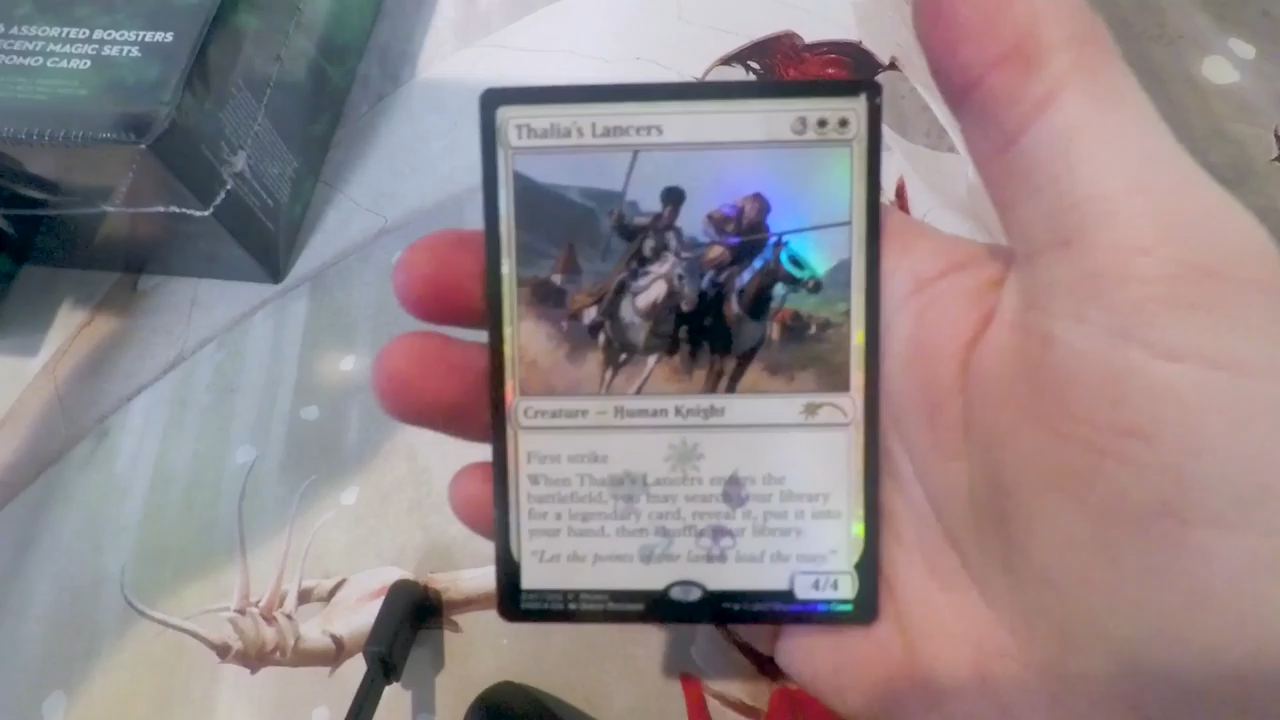 6 ASSORTED BOOSTERS
ECENT MAGIC SETS.
ROMO CARD
Thalia's Lancers
3
Creature — Human Knight
First strike
When Thalia's Lancers enters the
battlefield, you may search your library
for a legendary card, reveal it, put it into
your hand, then shuffle your library.
"Let the points of our lances lead the way."
4/4